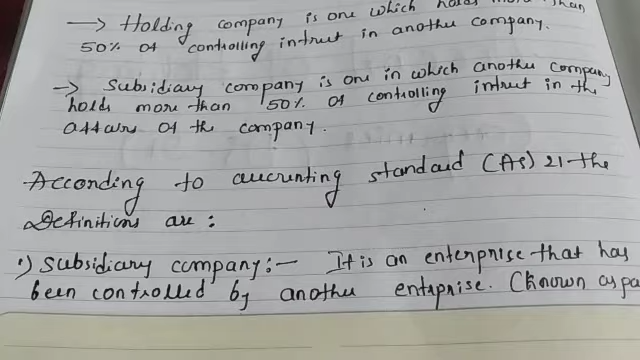 → Holding company is one which holds more than
50% of controlling intrest in another company.
→ Subsidiary company is one in which another company
holds more than 50% of controlling intrest in the
affairs of the company.
According to accounting standard (As) 21 the
Definitions are :
1) Subsidiary company:- It is an enterprise that has
been controlled by another enterprise. (known as pa